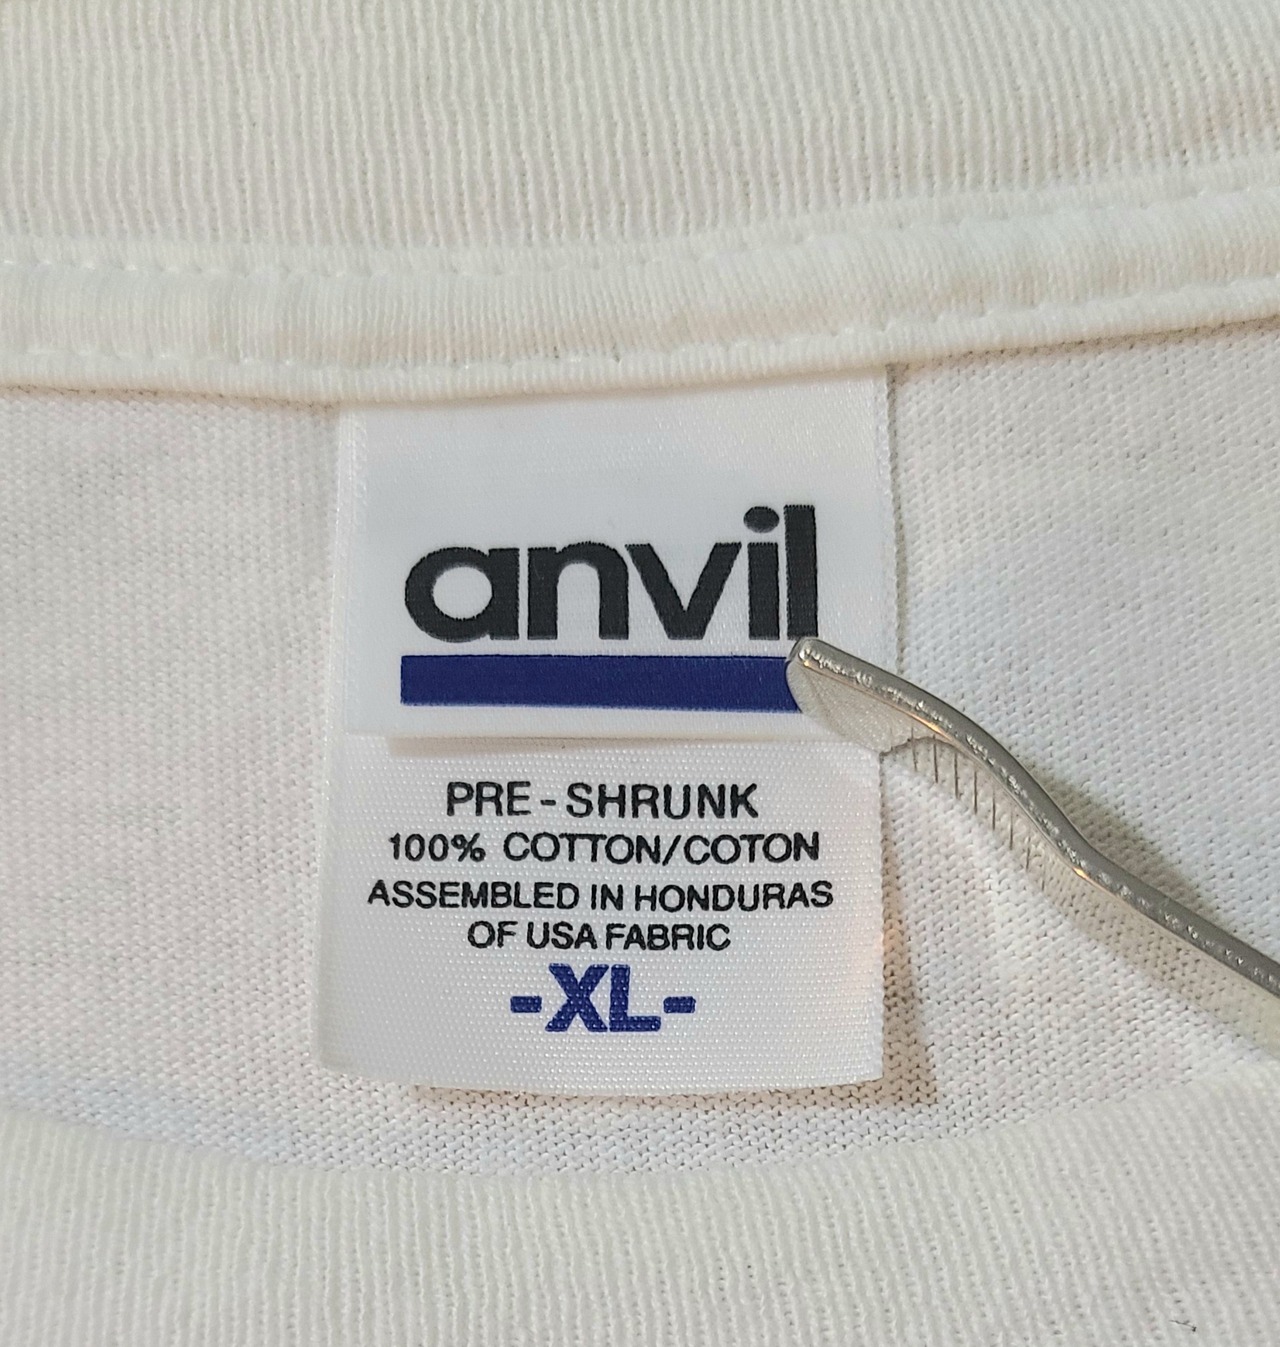 anvil
PRE-SHRUNK
100% COTTON/COTON
ASSEMBLED IN HONDURAS
OF USA FABRIC
-XL-